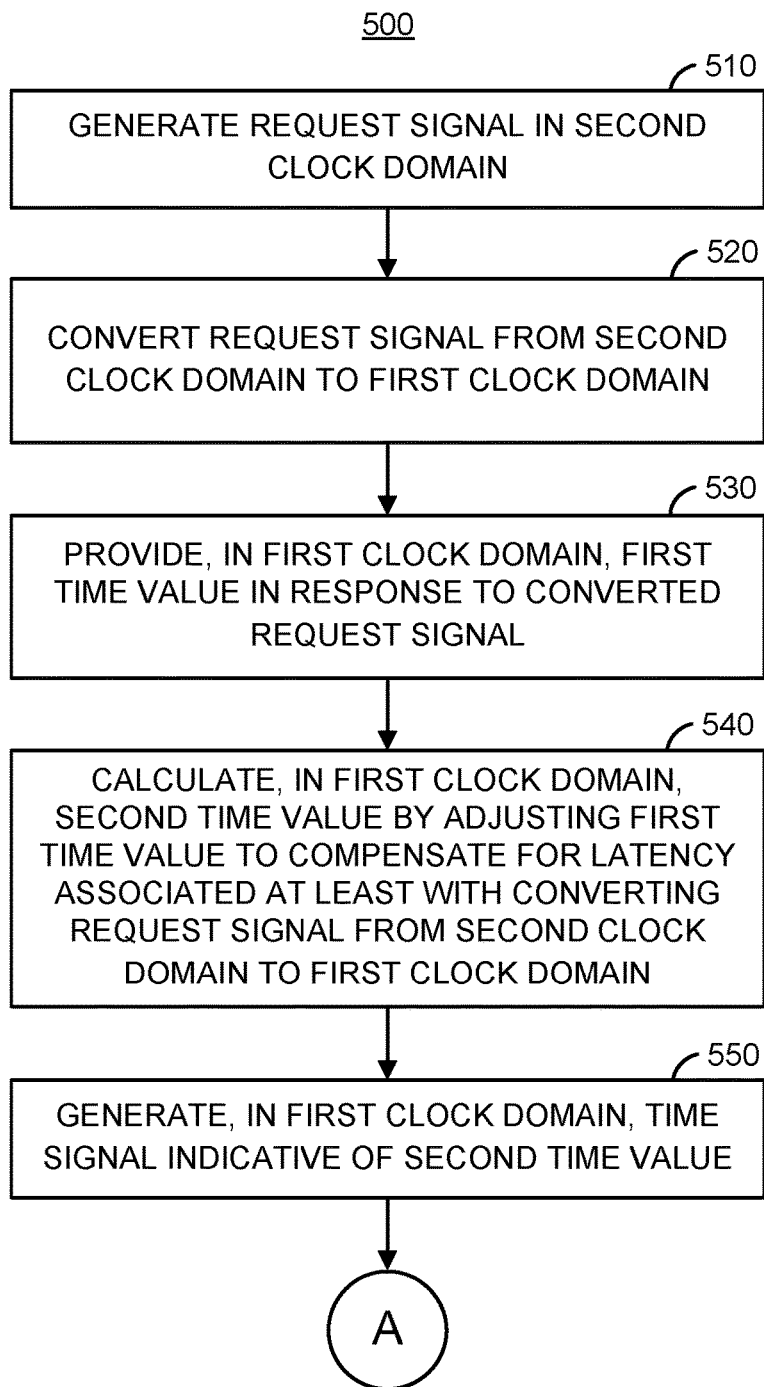 500
510
GENERATE REQUEST SIGNAL IN SECOND
CLOCK DOMAIN
520
CONVERT REQUEST SIGNAL FROM SECOND
CLOCK DOMAIN TO FIRST CLOCK DOMAIN
530
PROVIDE, IN FIRST CLOCK DOMAIN, FIRST
TIME VALUE IN RESPONSE TO CONVERTED
REQUEST SIGNAL
540
CALCULATE, IN FIRST CLOCK DOMAIN,
SECOND TIME VALUE BY ADJUSTING FIRST
TIME VALUE TO COMPENSATE FOR LATENCY
ASSOCIATED AT LEAST WITH CONVERTING
REQUEST SIGNAL FROM SECOND CLOCK
DOMAIN TO FIRST CLOCK DOMAIN
550
GENERATE, IN FIRST CLOCK DOMAIN, TIME
SIGNAL INDICATIVE OF SECOND TIME VALUE
A